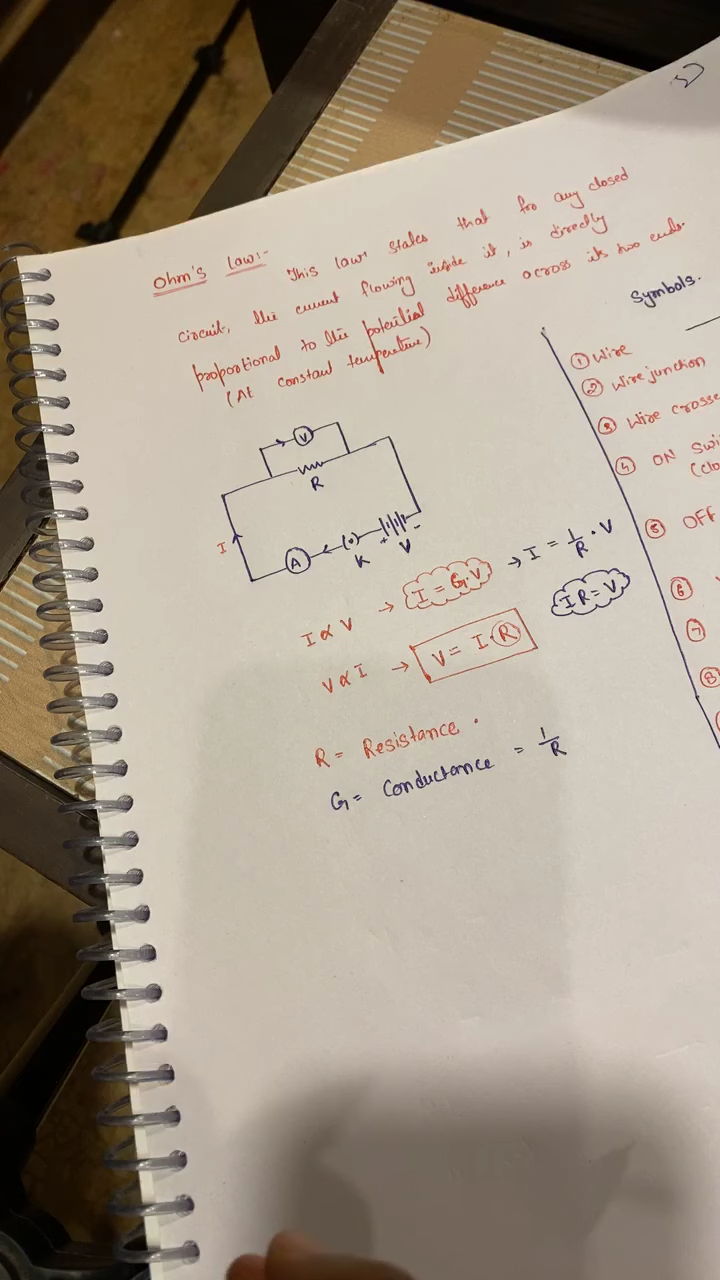 Ohm's law:- This law states that for any closed
circuit, the current flowing inside it, is directly
proportional to the potential difference across its two ends.
(At constant temperature)
V
R
I
A
K
+
V
-
I ∝ V → I = G.V → I = 1/R · V
IR = V
V ∝ I → V = I.R
R = Resistance.
G = Conductance = 1/R
Symbols.
① Wire
② Wire junction
③ Wire crosse
④ ON Swi
(clo
⑤ OFF
⑥
⑦
⑧